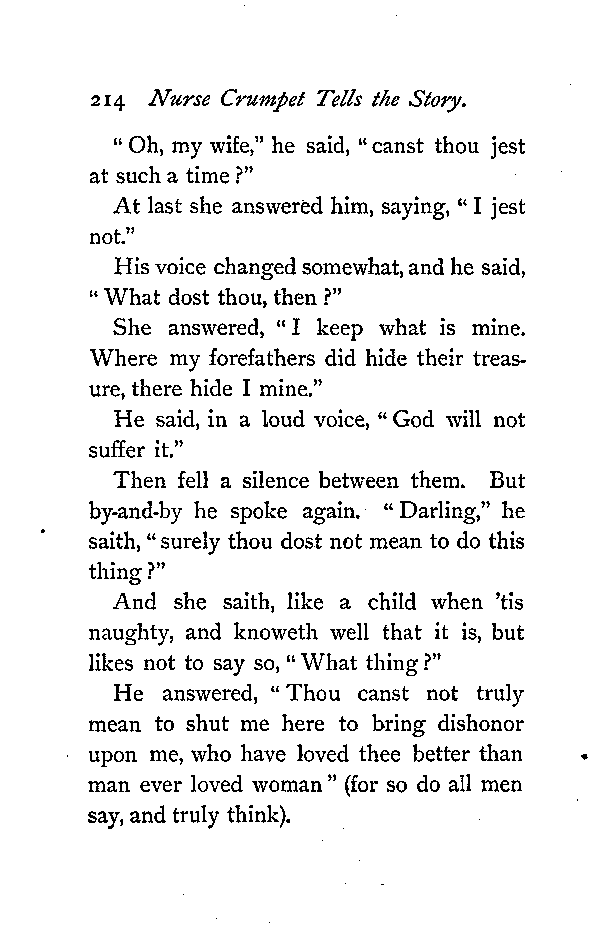 214 Nurse Crumpet Tells the Story.
" Oh, my wife," he said, " canst thou jest
at such a time ?"
At last she answered him, saying, " I jest
not."
His voice changed somewhat, and he said,
" What dost thou, then ?"
She answered, " I keep what is mine.
Where my forefathers did hide their treas-
ure, there hide I mine."
He said, in a loud voice, " God will not
suffer it."
Then fell a silence between them. But
by-and-by he spoke again. " Darling," he
saith, " surely thou dost not mean to do this
thing ?"
And she saith, like a child when 'tis
naughty, and knoweth well that it is, but
likes not to say so, " What thing ?"
He answered, " Thou canst not truly
mean to shut me here to bring dishonor
upon me, who have loved thee better than
man ever loved woman " (for so do all men
say, and truly think).